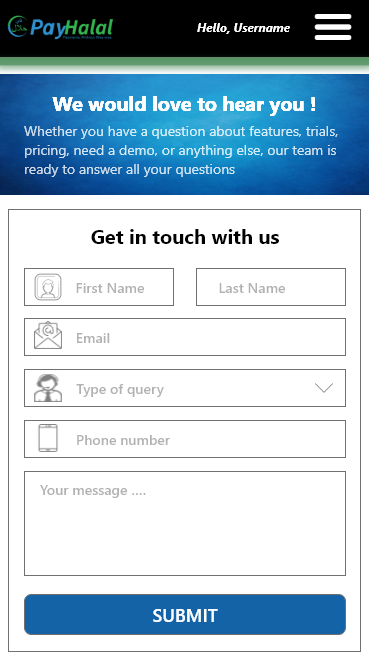 PayHalal
Hello, Username
We would love to hear you !
Whether you have a question about features, trials,
pricing, need a demo, or anything else, our team is
ready to answer all your questions
Get in touch with us
First Name
Last Name
Email
Type of query
Phone number
Your message ....
SUBMIT